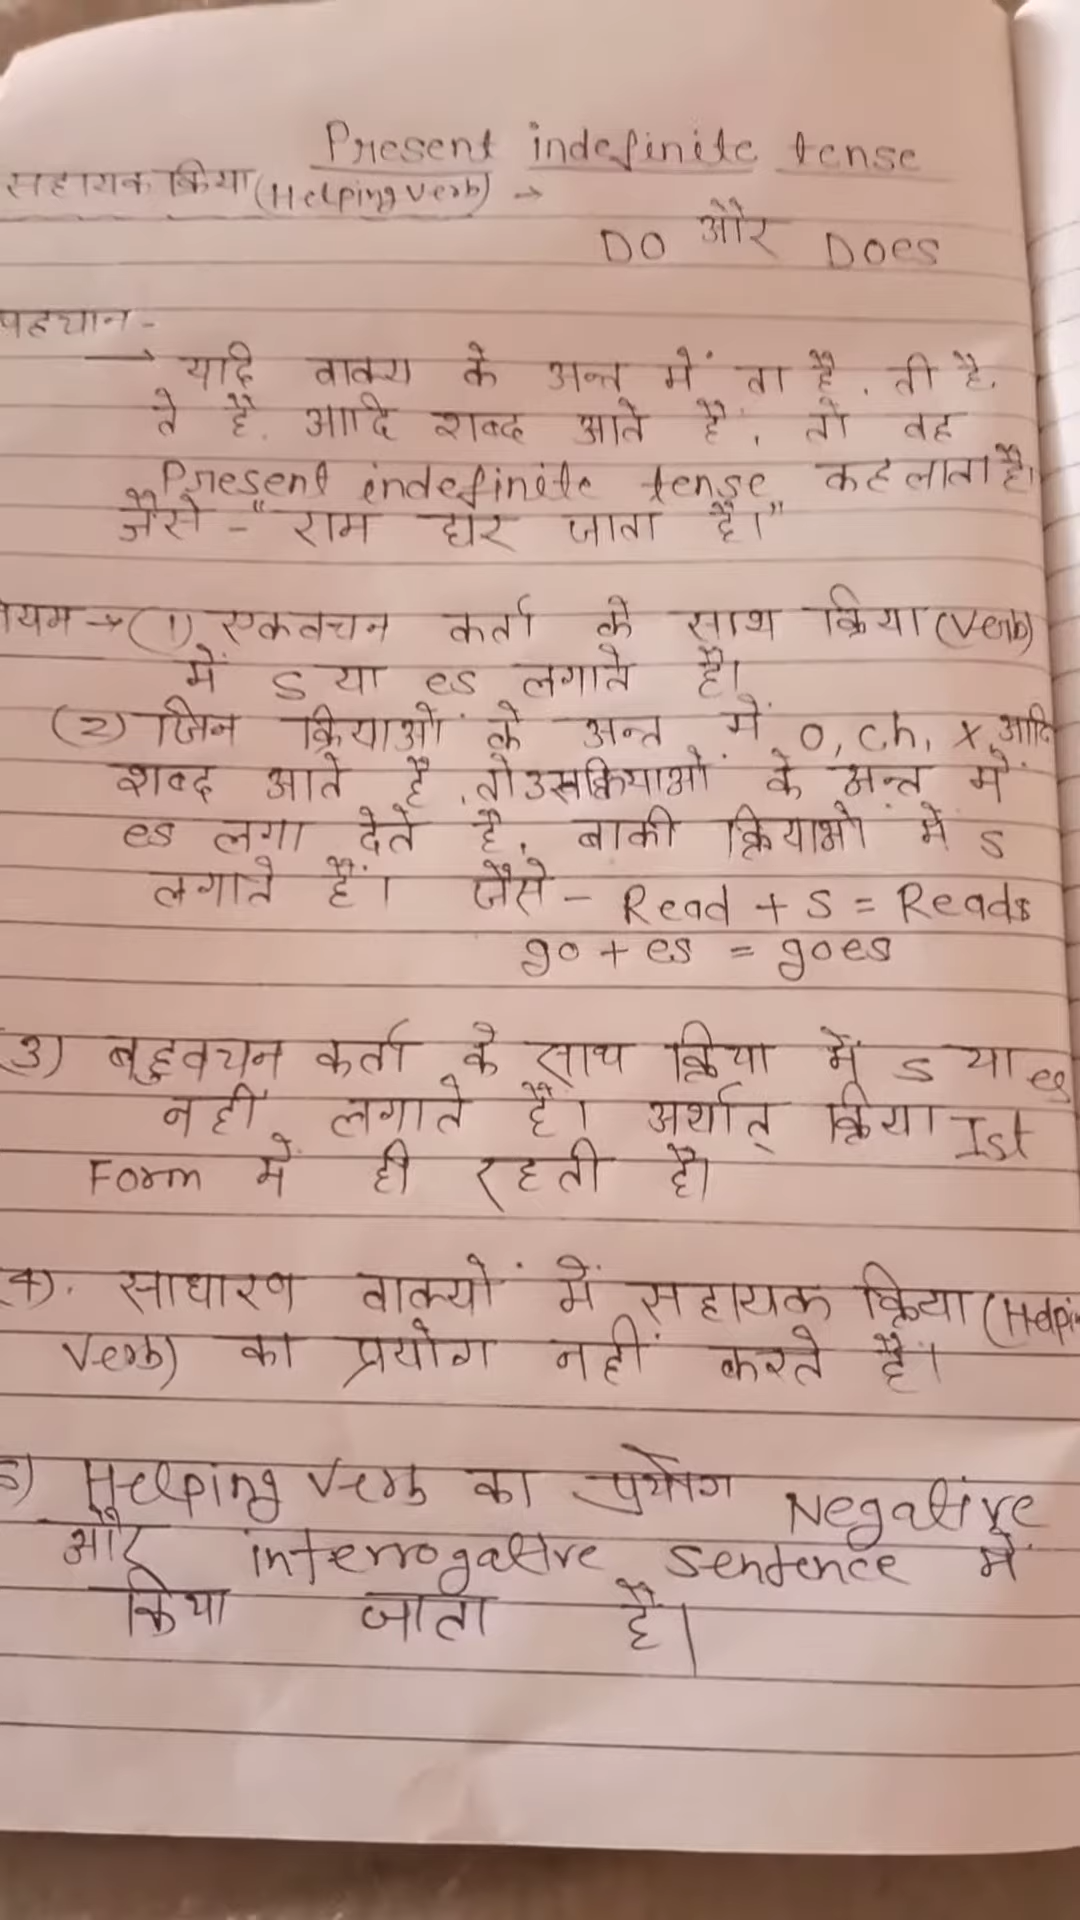 Present indefinite tense
सहायक क्रिया (Helping verb) →
DO और Does
पहचान -
→ यदि वाक्य के अन्त में ता है, ती है,
ते है, आदि शब्द आते है, तो वह
Present indefinite tense कहलाता है।
जैसे - "राम घर जाता है।"
नियम → (1) एकवचन कर्ता के साथ क्रिया (verb)
में s या es लगाते है।
(2) जिन क्रियाओं के अन्त में o, ch, x आदि
शब्द आते है, तो उस क्रियाओं के अन्त में
es लगा देते है, बाकी क्रियाओं में s
लगाते हैं। जैसे - Read + s = Reads
go + es = goes
3) बहुवचन कर्ता के साथ क्रिया में s या es
नहीं लगाते है। अर्थात् क्रिया Ist
Form में ही रहती है।
(4). साधारण वाक्यों में सहायक क्रिया (Helpin
verb) का प्रयोग नहीं करते है।
5) Helping verb का प्रयोग Negative
और interrogative sentence में
किया जाता है।